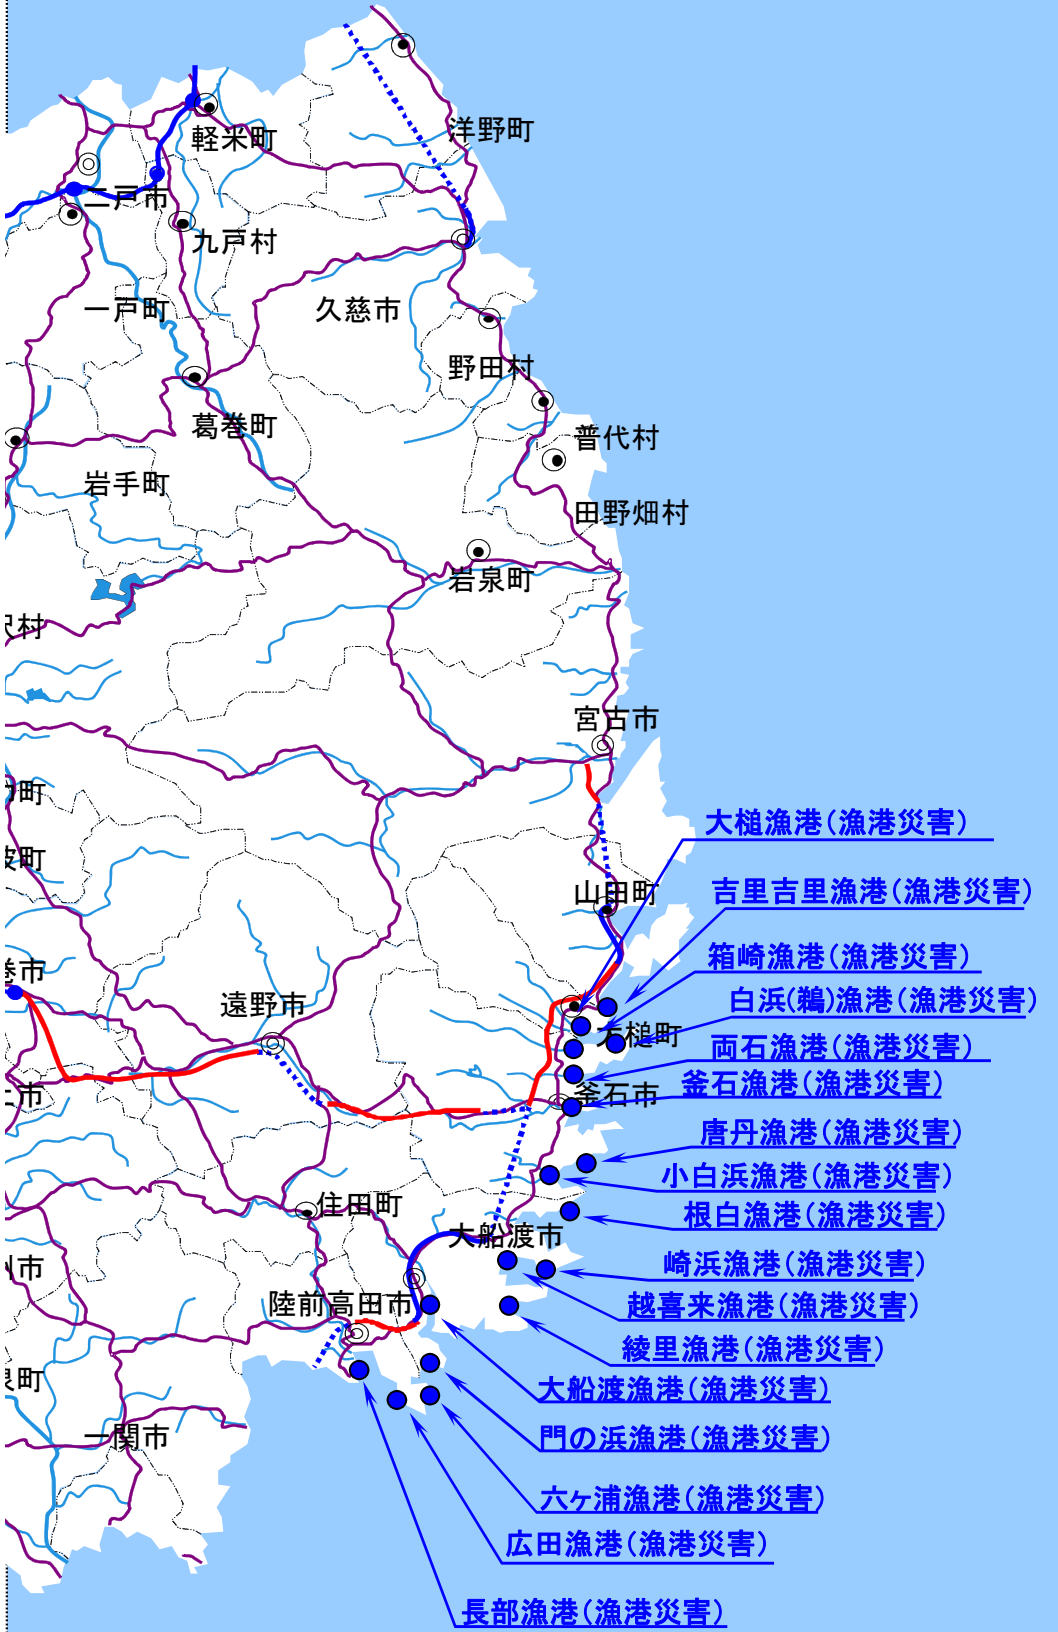 洋野町
軽米町
二戸市
九戸村
一戸町
久慈市
野田村
葛巻町
普代村
岩手町
田野畑村
岩泉町
村
宮古市
町
大槌漁港(漁港災害)
町
山田町
吉里吉里漁港(漁港災害)
箱崎漁港(漁港災害)
市
白浜(鵜)漁港(漁港災害)
遠野市
大槌町
両石漁港(漁港災害)
釜石漁港(漁港災害)
釜石市
市
唐丹漁港(漁港災害)
小白浜漁港(漁港災害)
住田町
根白漁港(漁港災害)
大船渡市
崎浜漁港(漁港災害)
市
越喜来漁港(漁港災害)
陸前高田市
綾里漁港(漁港災害)
町
大船渡漁港(漁港災害)
一関市
門の浜漁港(漁港災害)
六ヶ浦漁港(漁港災害)
広田漁港(漁港災害)
長部漁港(漁港災害)